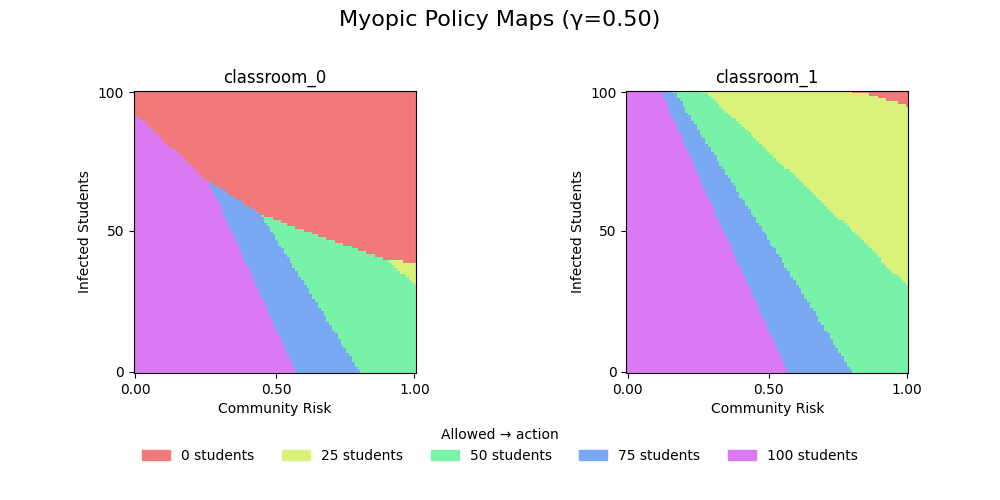 Myopic Policy Maps (γ=0.50)
classroom_0
100
50
0
Infected Students
0.00 0.50 1.00
Community Risk
classroom_1
100
50
0
Infected Students
0.00 0.50 1.00
Community Risk
Allowed → action
0 students 25 students 50 students 75 students 100 students